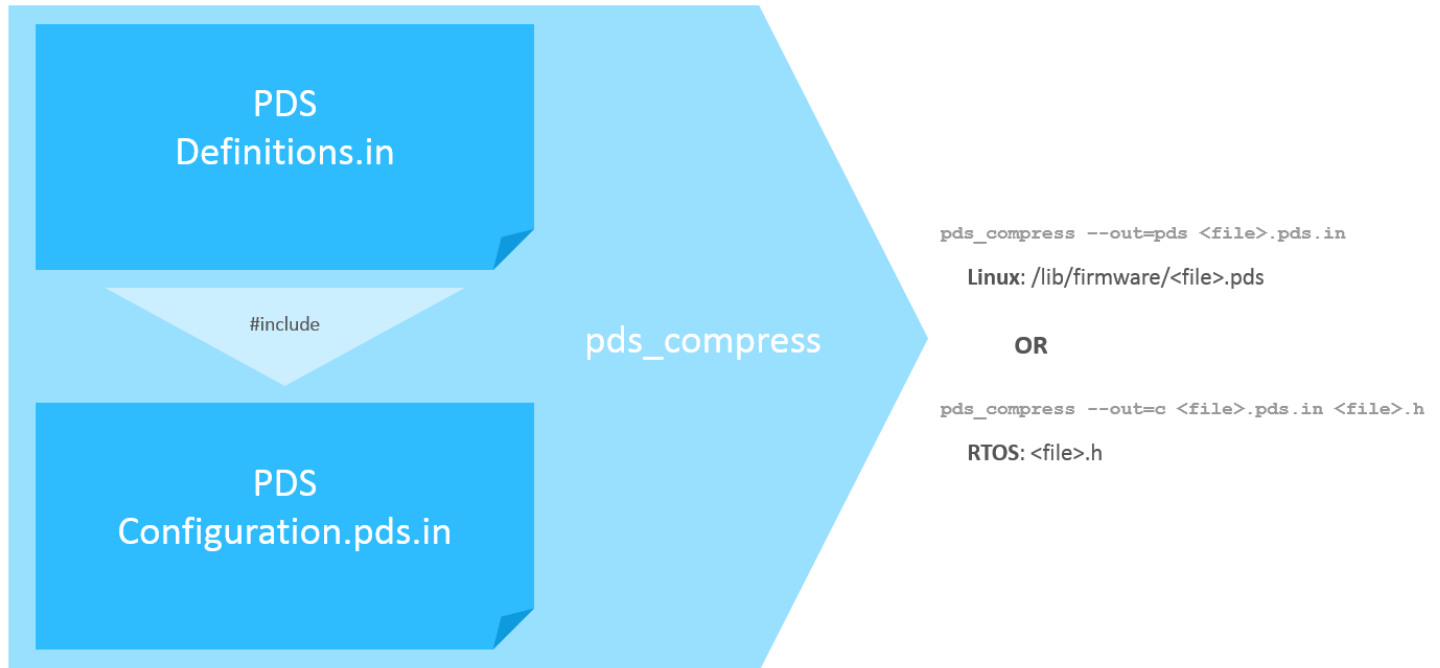 PDS
Definitions.in
#include
PDS
Configuration.pds.in
pds_compress
pds_compress --out=pds <file>.pds.in
Linux: /lib/firmware/<file>.pds
OR
pds_compress --out=c <file>.pds.in <file>.h
RTOS: <file>.h